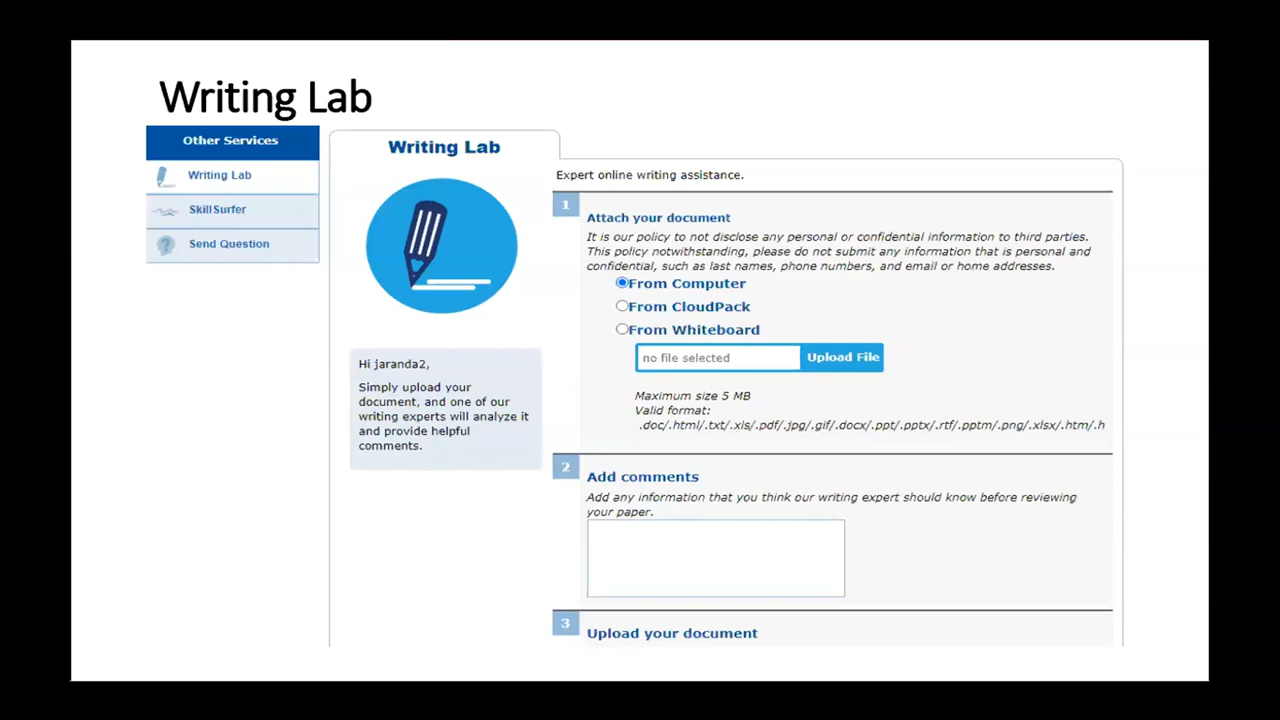 Writing Lab
Other Services
Writing Lab
SkillSurfer
Send Question
Writing Lab
Hi jaranda2,
Simply upload your
document, and one of our
writing experts will analyze it
and provide helpful
comments.
Expert online writing assistance.
1
Attach your document
It is our policy to not disclose any personal or confidential information to third parties.
This policy notwithstanding, please do not submit any information that is personal and
confidential, such as last names, phone numbers, and email or home addresses.
From Computer
From CloudPack
From Whiteboard
no file selected
Upload File
Maximum size 5 MB
Valid format:
.doc/.html/.txt/.xls/.pdf/.jpg/.gif/.docx/.ppt/.pptx/.rtf/.pptm/.png/.xlsx/.htm/.h
2
Add comments
Add any information that you think our writing expert should know before reviewing
your paper.
3
Upload your document